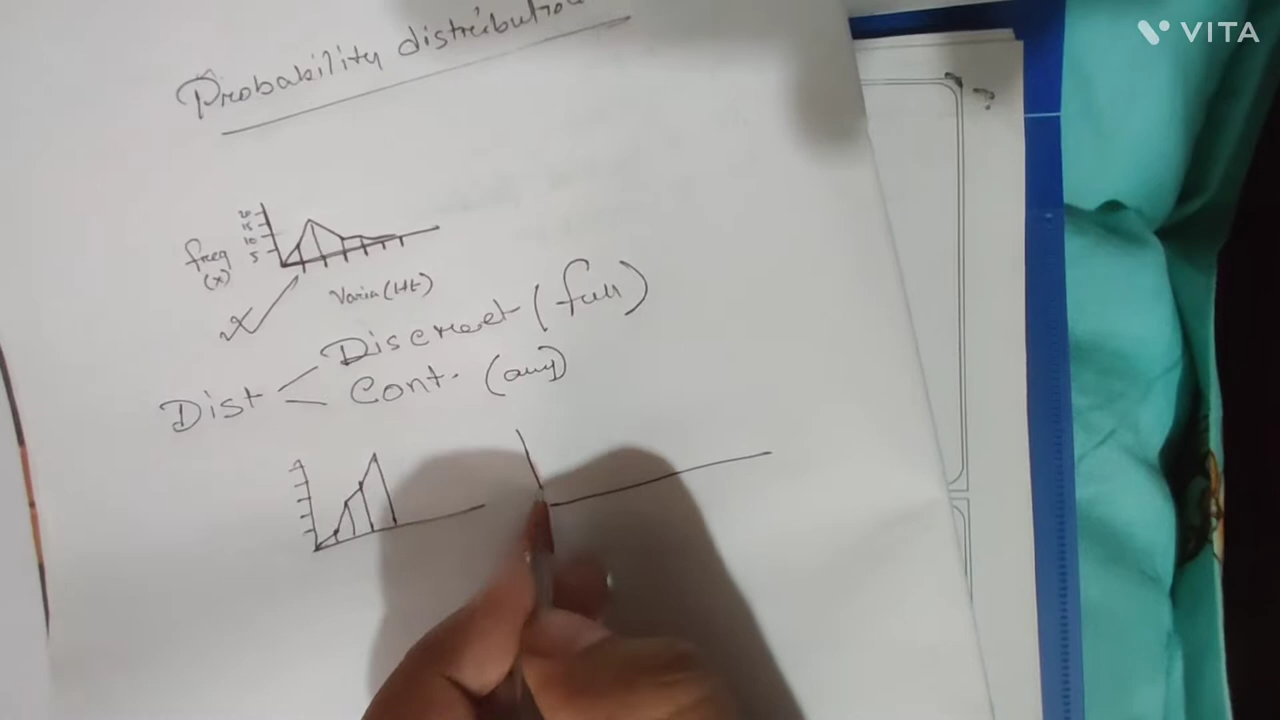 VITA
Probability distribution
20
15
10
5
freq
(x)
Varia(Ht)
Dist
Discreet (full)
Cont. (any)